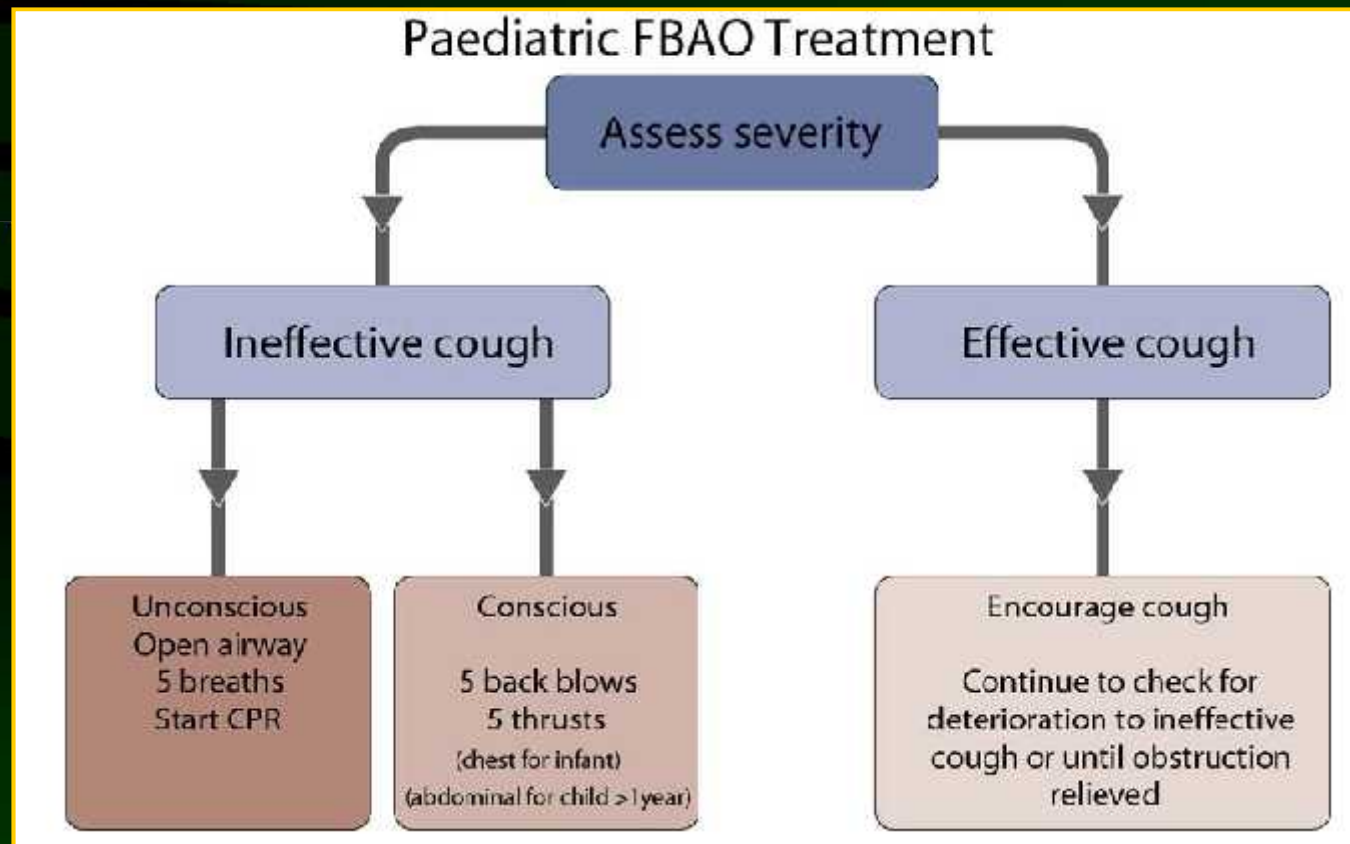 Paediatric FBAO Treatment
Assess severity
Ineffective cough
Effective cough
Unconscious
Open airway
5 breaths
Start CPR
Conscious
5 back blows
5 thrusts
(chest for infant)
(abdominal for child >1year)
Encourage cough
Continue to check for
deterioration to ineffective
cough or until obstruction
relieved